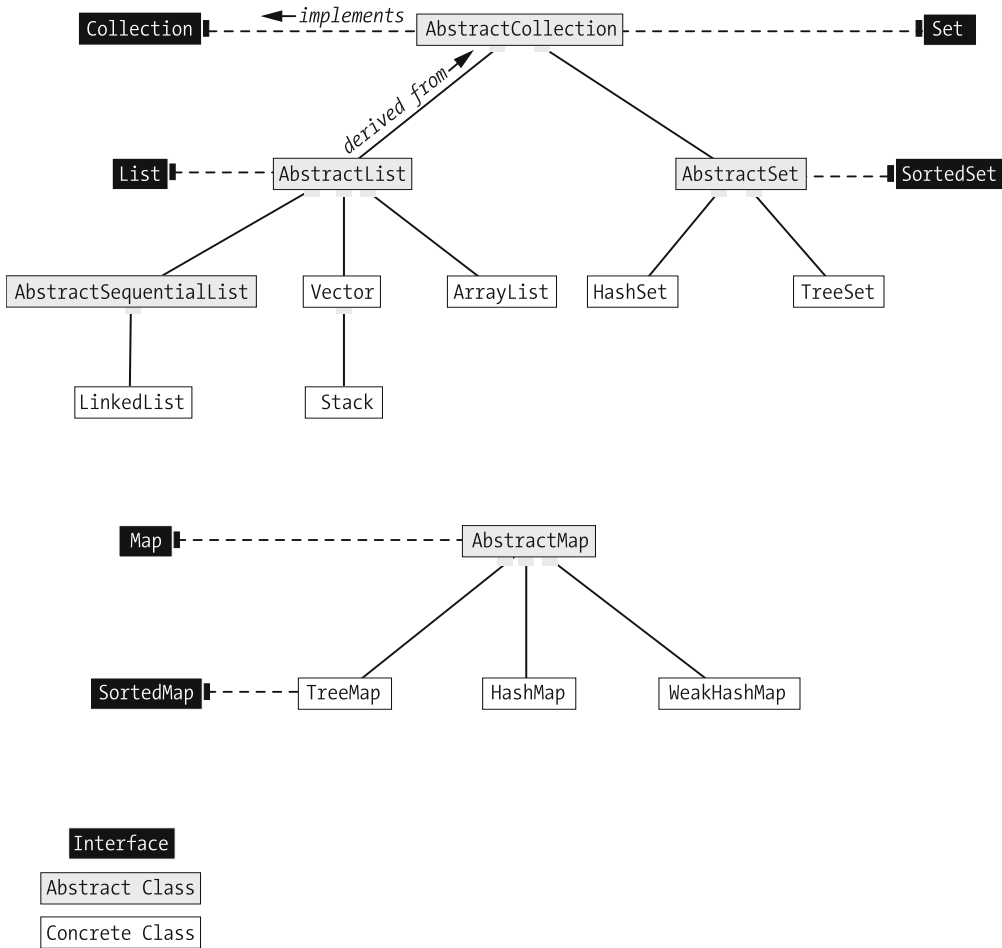 implements
Collection
AbstractCollection
Set
derived from
List
AbstractList
AbstractSet
SortedSet
AbstractSequentialList
Vector
ArrayList
HashSet
TreeSet
LinkedList
Stack
Map
AbstractMap
SortedMap
TreeMap
HashMap
WeakHashMap
Interface
Abstract Class
Concrete Class